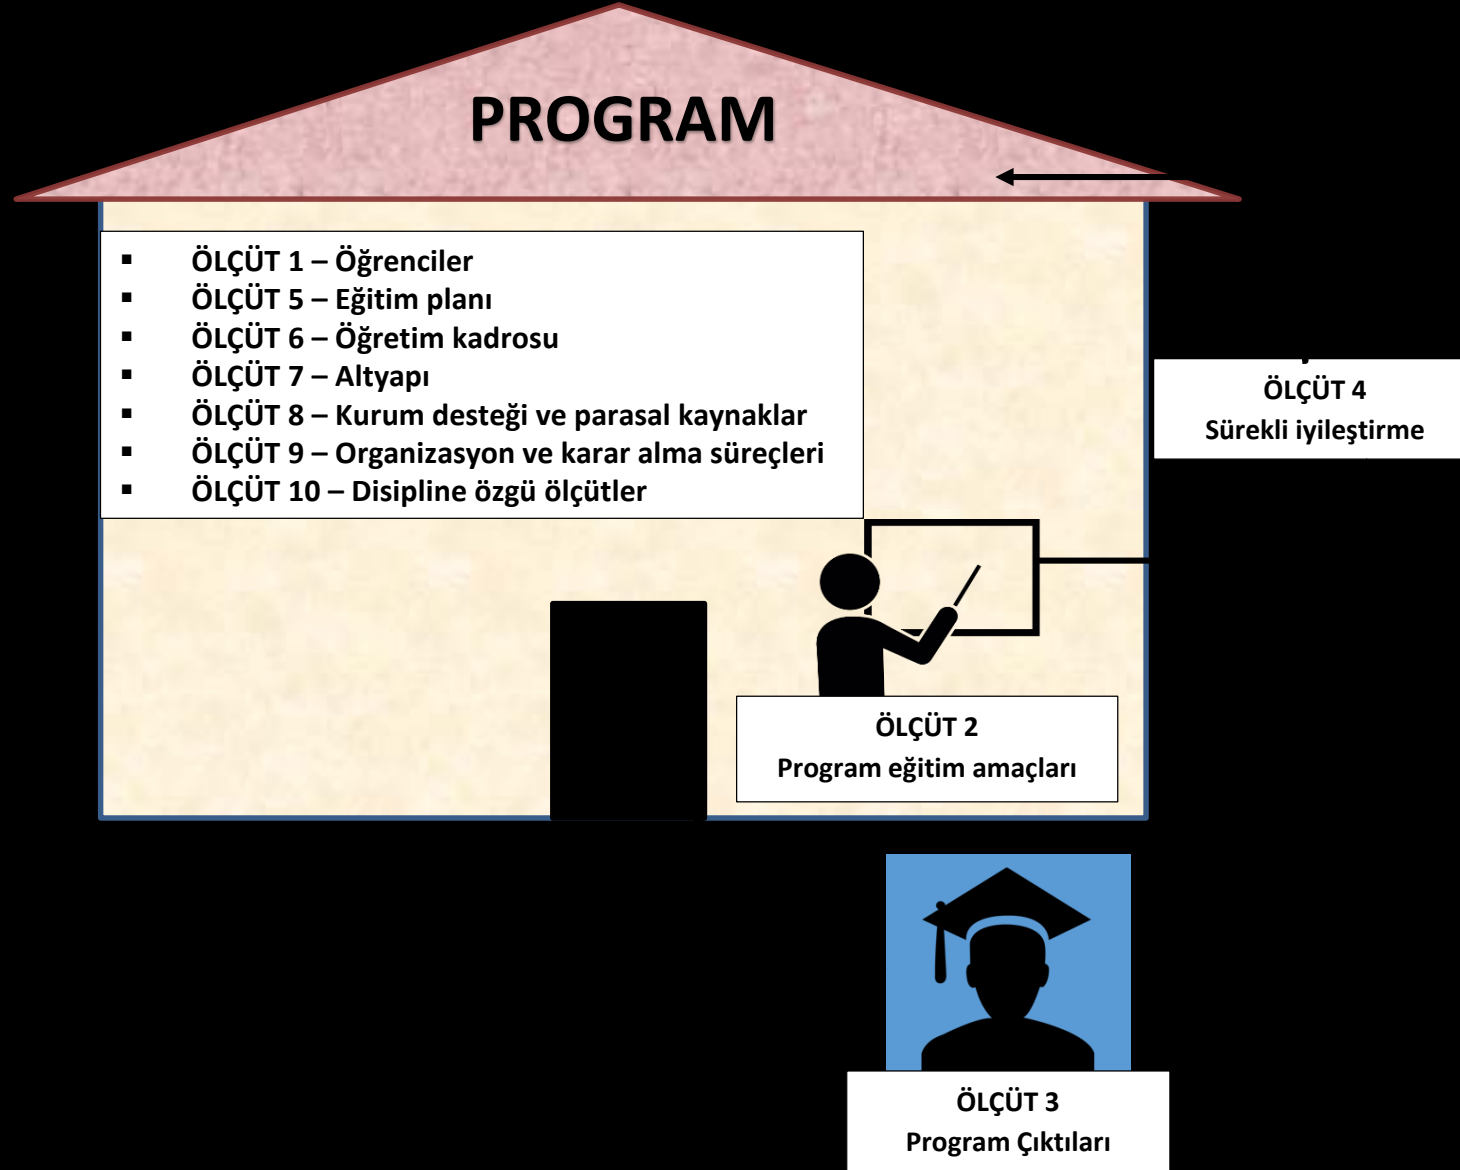 PROGRAM
▪ ÖLÇÜT 1 – Öğrenciler
▪ ÖLÇÜT 5 – Eğitim planı
▪ ÖLÇÜT 6 – Öğretim kadrosu
▪ ÖLÇÜT 7 – Altyapı
▪ ÖLÇÜT 8 – Kurum desteği ve parasal kaynaklar
▪ ÖLÇÜT 9 – Organizasyon ve karar alma süreçleri
▪ ÖLÇÜT 10 – Disipline özgü ölçütler
ÖLÇÜT 4
Sürekli iyileştirme
ÖLÇÜT 2
Program eğitim amaçları
ÖLÇÜT 3
Program Çıktıları